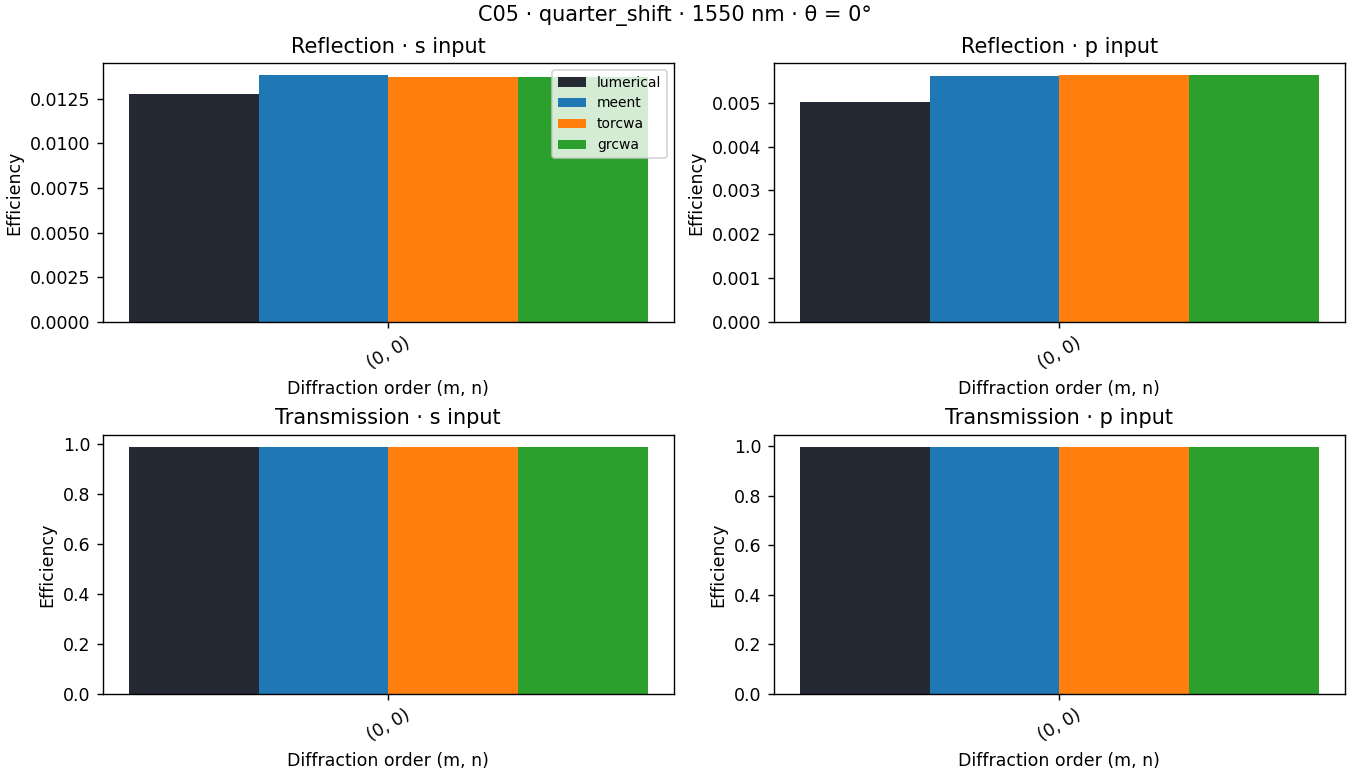 C05 · quarter_shift · 1550 nm · θ = 0°
Reflection · s input
Efficiency
0.0125
0.0100
0.0075
0.0050
0.0025
0.0000
lumerical
meent
torcwa
grcwa
(0, 0)
Diffraction order (m, n)
Reflection · p input
Efficiency
0.005
0.004
0.003
0.002
0.001
0.000
(0, 0)
Diffraction order (m, n)
Transmission · s input
Efficiency
1.0
0.8
0.6
0.4
0.2
0.0
(0, 0)
Diffraction order (m, n)
Transmission · p input
Efficiency
1.0
0.8
0.6
0.4
0.2
0.0
(0, 0)
Diffraction order (m, n)